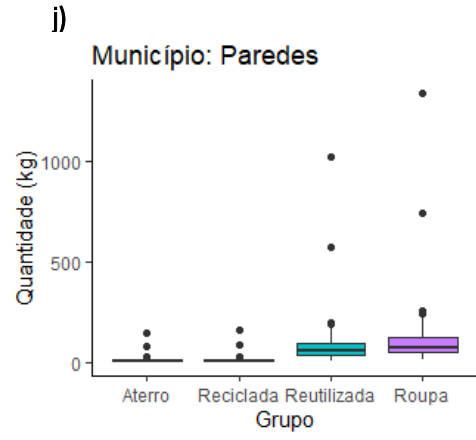 j)
Município: Paredes
Quantidade (kg)
1000
500
0
Aterro Reciclada Reutilizada Roupa
Grupo